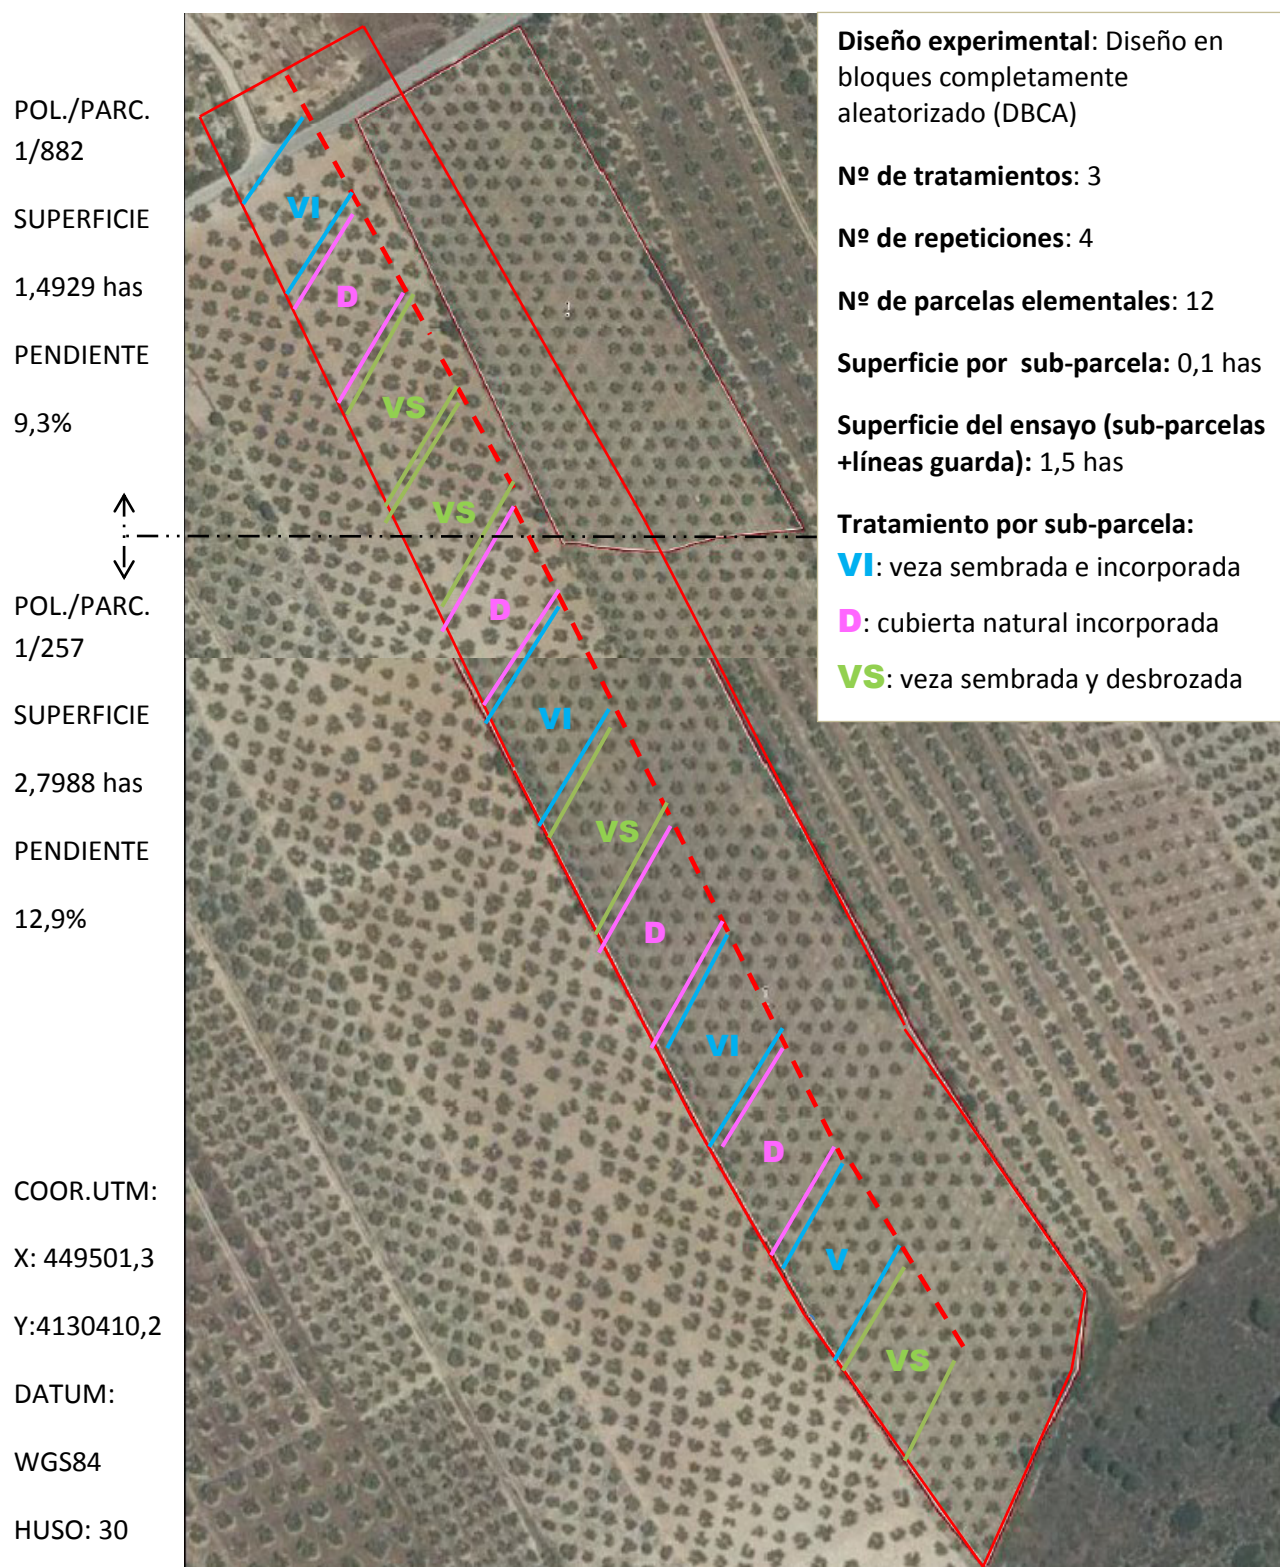 POL./PARC.
1/882
SUPERFICIE
1,4929 has
PENDIENTE
9,3%
POL./PARC.
1/257
SUPERFICIE
2,7988 has
PENDIENTE
12,9%
COOR.UTM:
X: 449501,3
Y:4130410,2
DATUM:
WGS84
HUSO: 30
VI
D
VS
VS
D
VI
VS
D
VI
D
V
VS
Diseño experimental: Diseño en
bloques completamente
aleatorizado (DBCA)
Nº de tratamientos: 3
Nº de repeticiones: 4
Nº de parcelas elementales: 12
Superficie por sub-parcela: 0,1 has
Superficie del ensayo (sub-parcelas
+líneas guarda): 1,5 has
Tratamiento por sub-parcela:
VI: veza sembrada e incorporada
D: cubierta natural incorporada
VS: veza sembrada y desbrozada